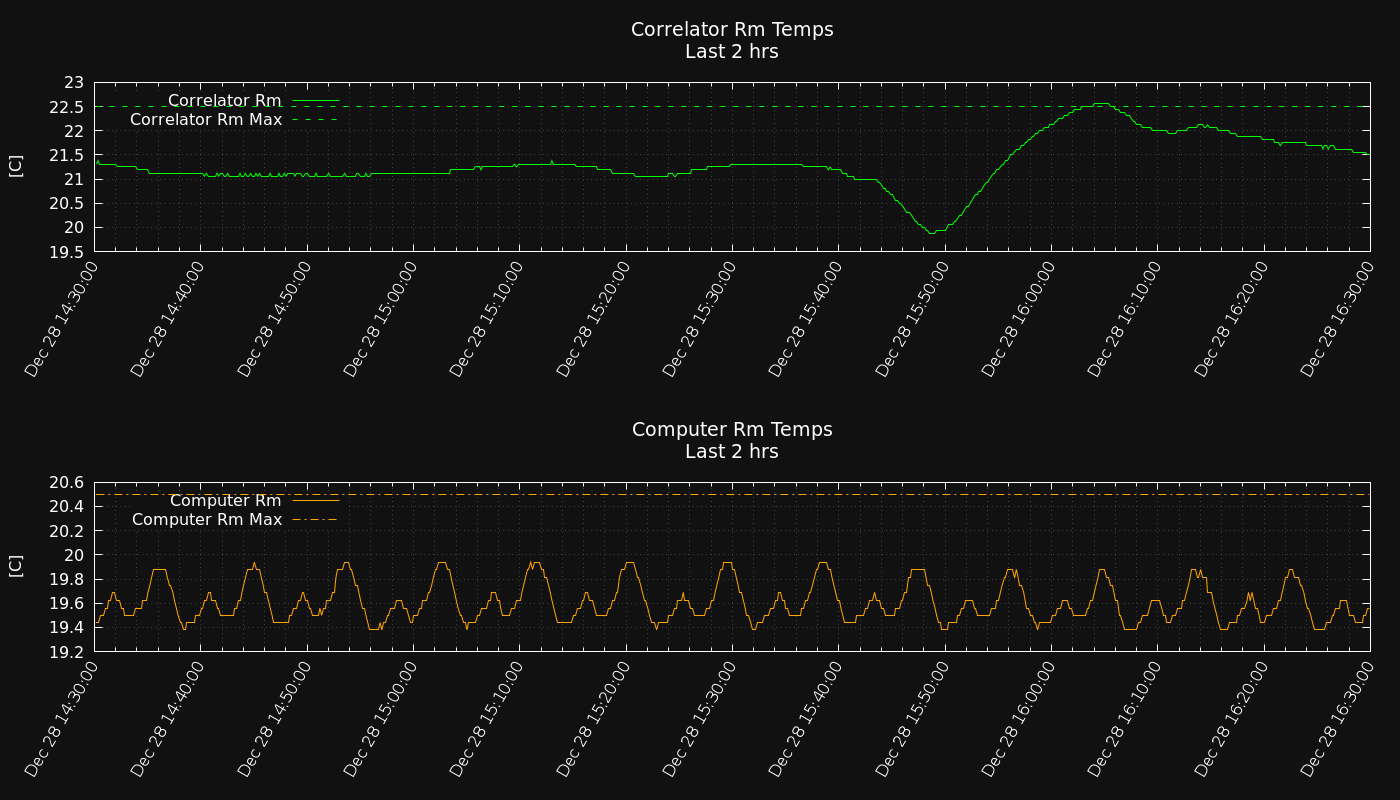 Correlator Rm Temps
Last 2 hrs
[C]
23
22.5
22
21.5
21
20.5
20
19.5
Correlator Rm
Correlator Rm Max
Dec 28 14:30:00
Dec 28 14:40:00
Dec 28 14:50:00
Dec 28 15:00:00
Dec 28 15:10:00
Dec 28 15:20:00
Dec 28 15:30:00
Dec 28 15:40:00
Dec 28 15:50:00
Dec 28 16:00:00
Dec 28 16:10:00
Dec 28 16:20:00
Dec 28 16:30:00
Computer Rm Temps
Last 2 hrs
[C]
20.6
20.4
20.2
20
19.8
19.6
19.4
19.2
Computer Rm
Computer Rm Max
Dec 28 14:30:00
Dec 28 14:40:00
Dec 28 14:50:00
Dec 28 15:00:00
Dec 28 15:10:00
Dec 28 15:20:00
Dec 28 15:30:00
Dec 28 15:40:00
Dec 28 15:50:00
Dec 28 16:00:00
Dec 28 16:10:00
Dec 28 16:20:00
Dec 28 16:30:00